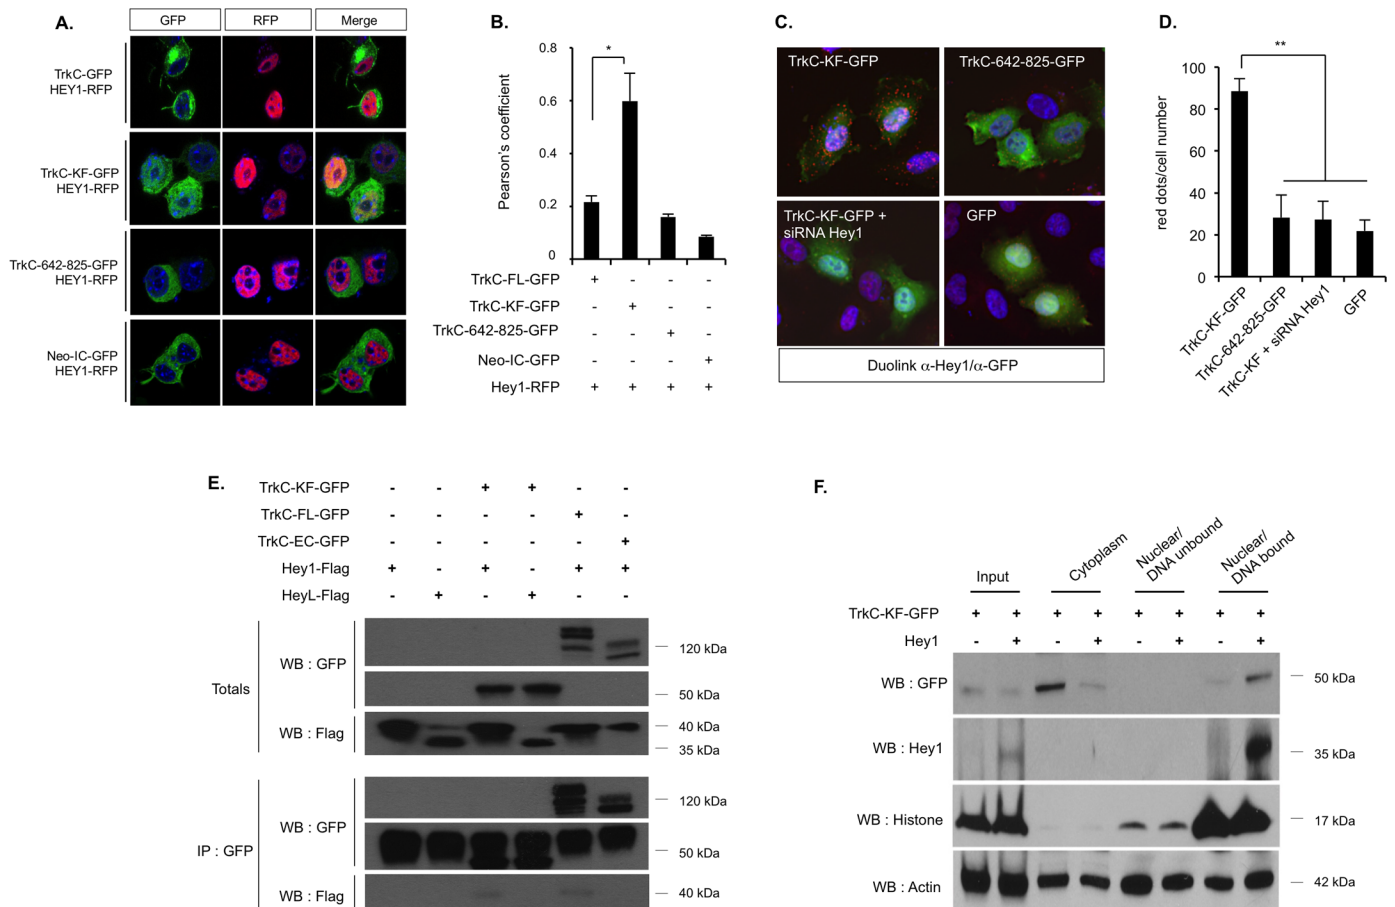 A.
GFP RFP Merge
TrkC-GFP
HEY1-RFP
TrkC-KF-GFP
HEY1-RFP
TrkC-642-825-GFP
HEY1-RFP
Neo-IC-GFP
HEY1-RFP
B.
Pearson's coefficient
0.8
0.6
0.4
0.2
0
*
TrkC-FL-GFP + - - -
TrkC-KF-GFP - + - -
TrkC-642-825-GFP - - + -
Neo-IC-GFP - - - +
Hey1-RFP + + + +
C.
TrkC-KF-GFP
TrkC-642-825-GFP
TrkC-KF-GFP +
siRNA Hey1
GFP
Duolink α-Hey1/α-GFP
D.
red dots/cell number
100
80
60
40
20
0
**
TrkC-KF-GFP
TrkC-642-825-GFP
TrkC-KF + siRNA Hey1
GFP
E.
TrkC-KF-GFP - - + + - -
TrkC-FL-GFP - - - - + -
TrkC-EC-GFP - - - - - +
Hey1-Flag + - + - + +
HeyL-Flag - + - + - -
Totals
WB : GFP
120 kDa
50 kDa
WB : Flag
40 kDa
35 kDa
IP : GFP
WB : GFP
120 kDa
50 kDa
WB : Flag
40 kDa
F.
Input
Cytoplasm
Nuclear/
DNA unbound
Nuclear/
DNA bound
TrkC-KF-GFP + + + + + + + +
Hey1 - + - + - + - +
WB : GFP
50 kDa
WB : Hey1
35 kDa
WB : Histone
17 kDa
WB : Actin
42 kDa